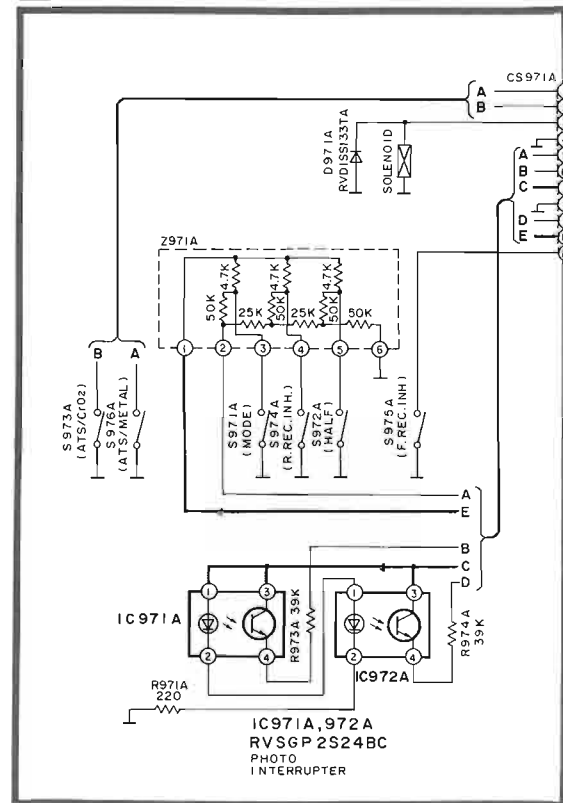 CS971A
A
B
D971A
RVD1SS133TA
SOLENOID
A
B
C
D
E
Z971A
4.7K
4.7K
4.7K
50K
50K
50K
25K
25K
50K
1
2
3
4
5
6
B
A
S973A
(ATS/CrO2)
S976A
(ATS/METAL)
S971A
(MODE)
S974A
(R.REC.INH.)
S972A
(HALF)
S975A
(F.REC.INH)
A
E
B
C
D
1
3
1
3
IC971A
R973A 39K
R974A
39K
2
4
2
4
IC972A
R971A
220
IC971A,972A
RVSGP2S24BC
PHOTO
INTERRUPTER